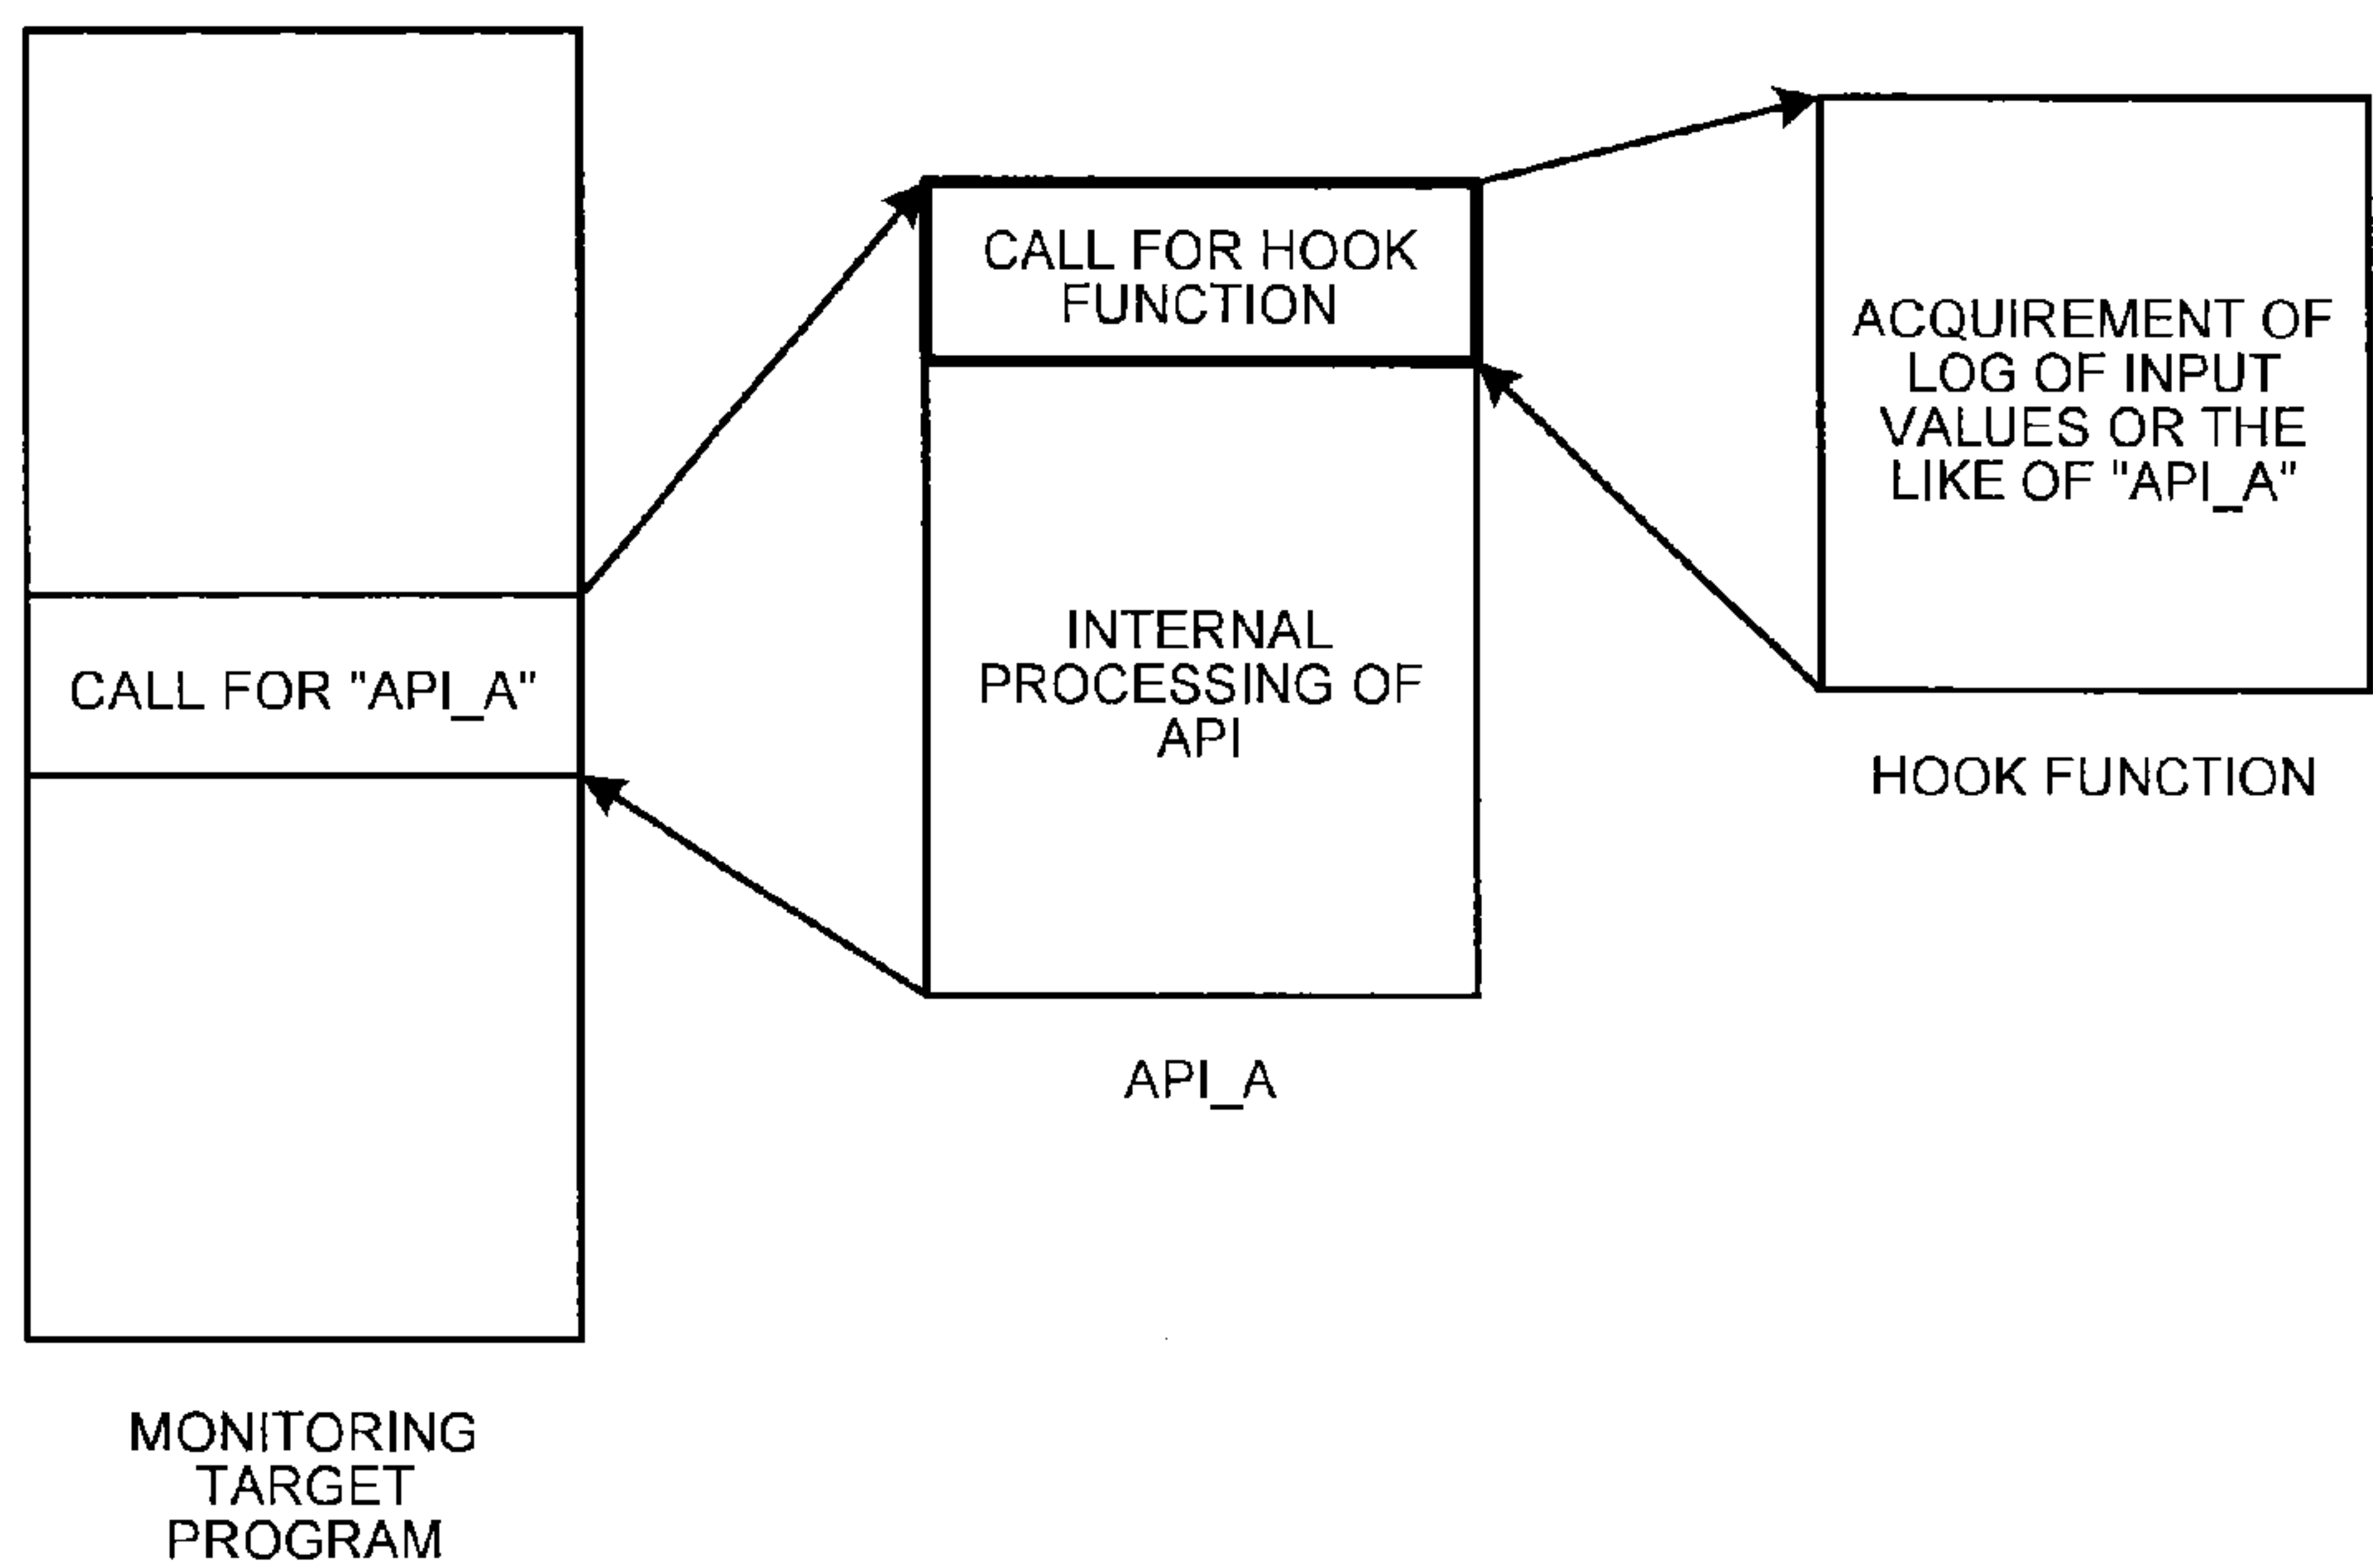 CALL FOR "API_A"
MONITORING
TARGET
PROGRAM
CALL FOR HOOK
FUNCTION
INTERNAL
PROCESSING OF
API
API_A
ACQUIREMENT OF
LOG OF INPUT
VALUES OR THE
LIKE OF "API_A"
HOOK FUNCTION